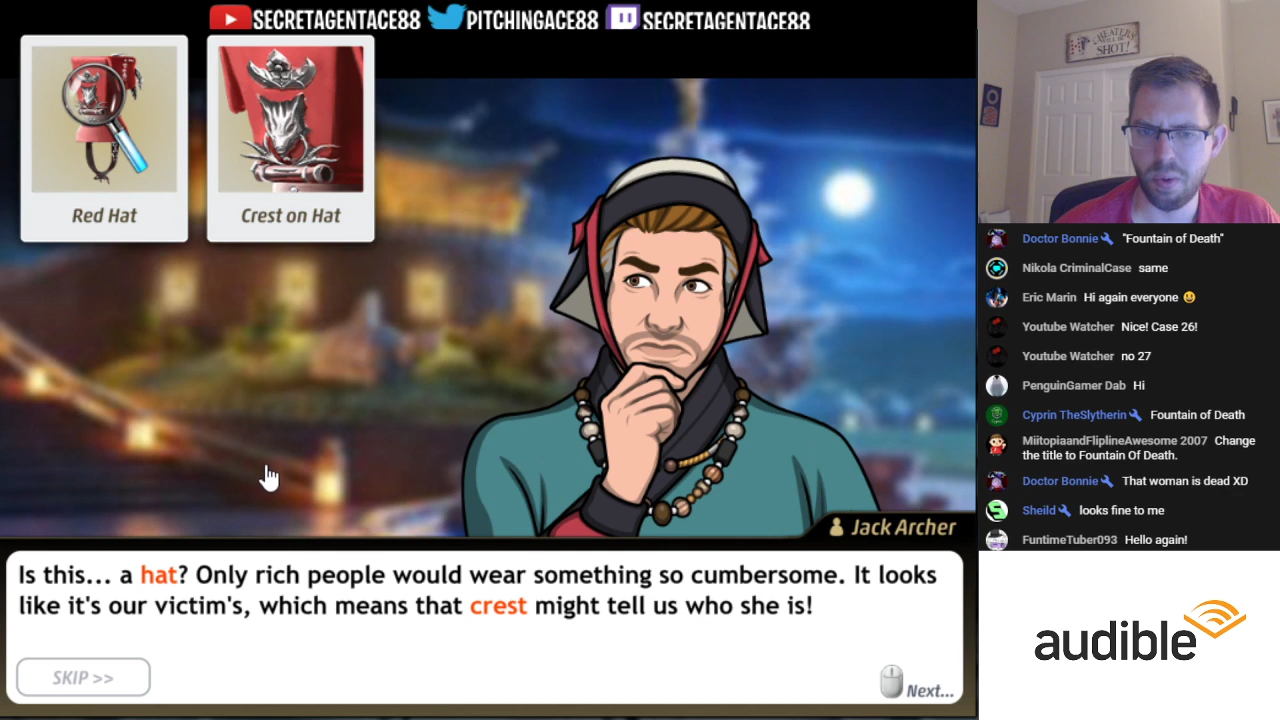 SECRETAGENTACE88 PITCHINGACE88 SECRETAGENTACE88
CHEATERS
WILL BE
SHOT!
Red Hat
Crest on Hat
Jack Archer
Is this... a hat? Only rich people would wear something so cumbersome. It looks
like it's our victim's, which means that crest might tell us who she is!
SKIP >>
Next...
Doctor Bonnie "Fountain of Death"
Nikola CriminalCase same
Eric Marin Hi again everyone
Youtube Watcher Nice! Case 26!
Youtube Watcher no 27
PenguinGamer Dab Hi
Cyprin TheSlytherin Fountain of Death
MiitopiaandFliplineAwesome 2007 Change
the title to Fountain Of Death.
Doctor Bonnie That woman is dead XD
Sheild looks fine to me
FuntimeTuber093 Hello again!
audible